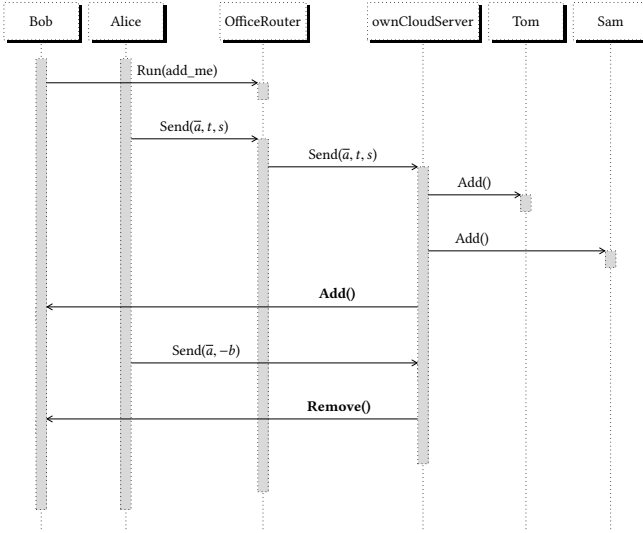 Bob Alice OfficeRouter ownCloudServer Tom Sam
Run(add_me)
Send(a̅, t, s)
Send(a̅, t, s)
Add()
Add()
Add()
Send(a̅, −b)
Remove()